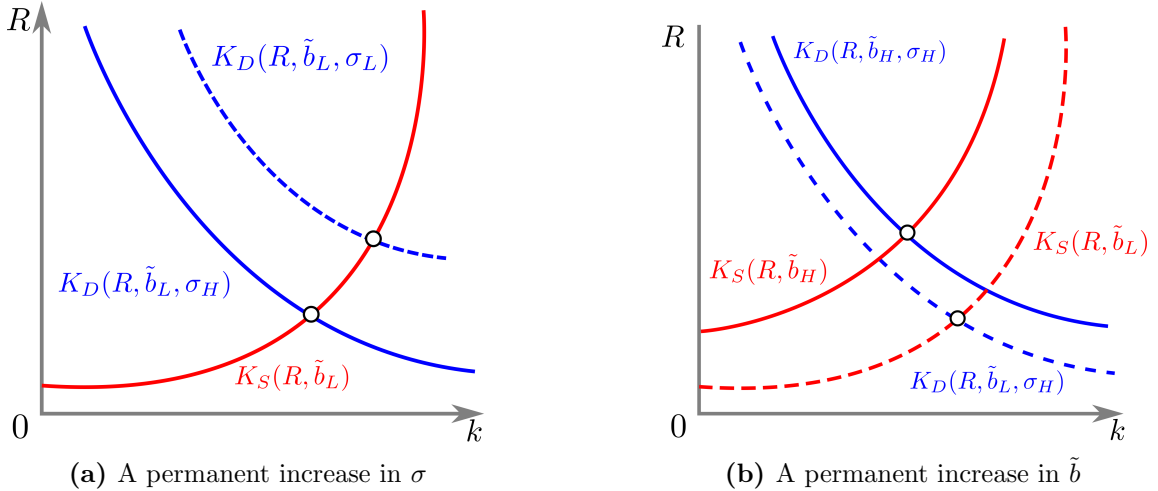 R
K_D(R, b̃_L, σ_L)
K_D(R, b̃_L, σ_H)
K_S(R, b̃_L)
0
k
(a) A permanent increase in σ
R
K_D(R, b̃_H, σ_H)
K_S(R, b̃_L)
K_S(R, b̃_H)
K_D(R, b̃_L, σ_H)
0
k
(b) A permanent increase in b̃